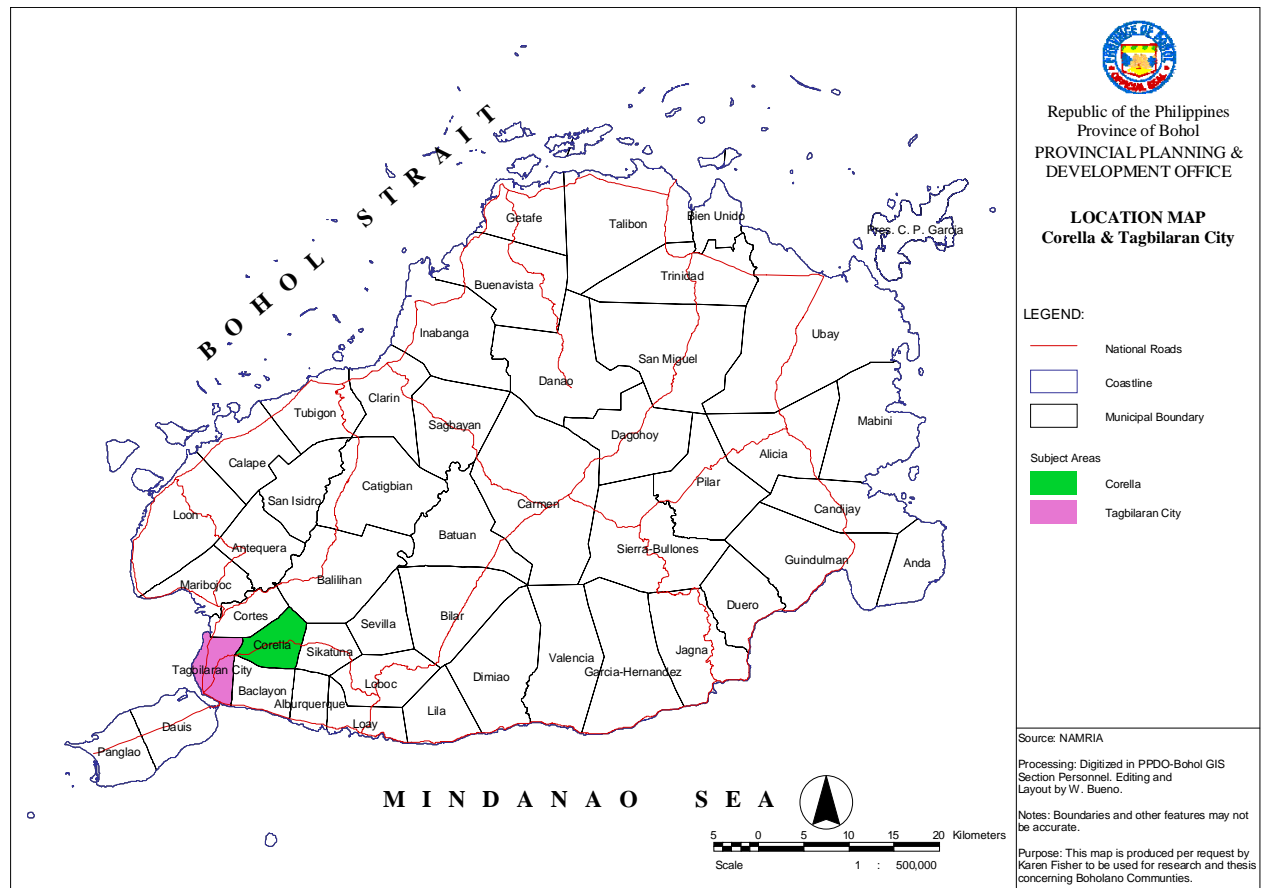 BOHOL STRAIT
Getafe
Talibon
Bien Unido
Pres. C. P. Garcia
Trinidad
Buenavista
Inabanga
Ubay
San Miguel
Danao
Clarin
Tubigon
Sagbayan
Mabini
Dagohoy
Alicia
Calape
Pilar
Catigbian
San Isidro
Carmen
Candijay
Loon
Batuan
Antequera
Sierra-Bullones
Guindulman
Anda
Balilihan
Maribojoc
Duero
Cortes
Bilar
Sevilla
Corella
Sikatuna
Jagna
Valencia
Tagbilaran City
Garcia-Hernandez
Dimiao
Loboc
Baclayon
Alburquerque
Lila
Loay
Dauis
Panglao
MINDANAO SEA
5 0 5 10 15 20 Kilometers
Scale 1 : 500,000
PROVINCE OF BOHOL
OFFICIAL SEAL
Republic of the Philippines
Province of Bohol
PROVINCIAL PLANNING &
DEVELOPMENT OFFICE
LOCATION MAP
Corella & Tagbilaran City
LEGEND:
National Roads
Coastline
Municipal Boundary
Subject Areas
Corella
Tagbilaran City
Source: NAMRIA
Processing: Digitized in PPDO-Bohol GIS
Section Personnel. Editing and
Layout by W. Bueno.
Notes: Boundaries and other features may not
be accurate.
Purpose: This map is produced per request by
Karen Fisher to be used for research and thesis
concerning Boholano Communties.